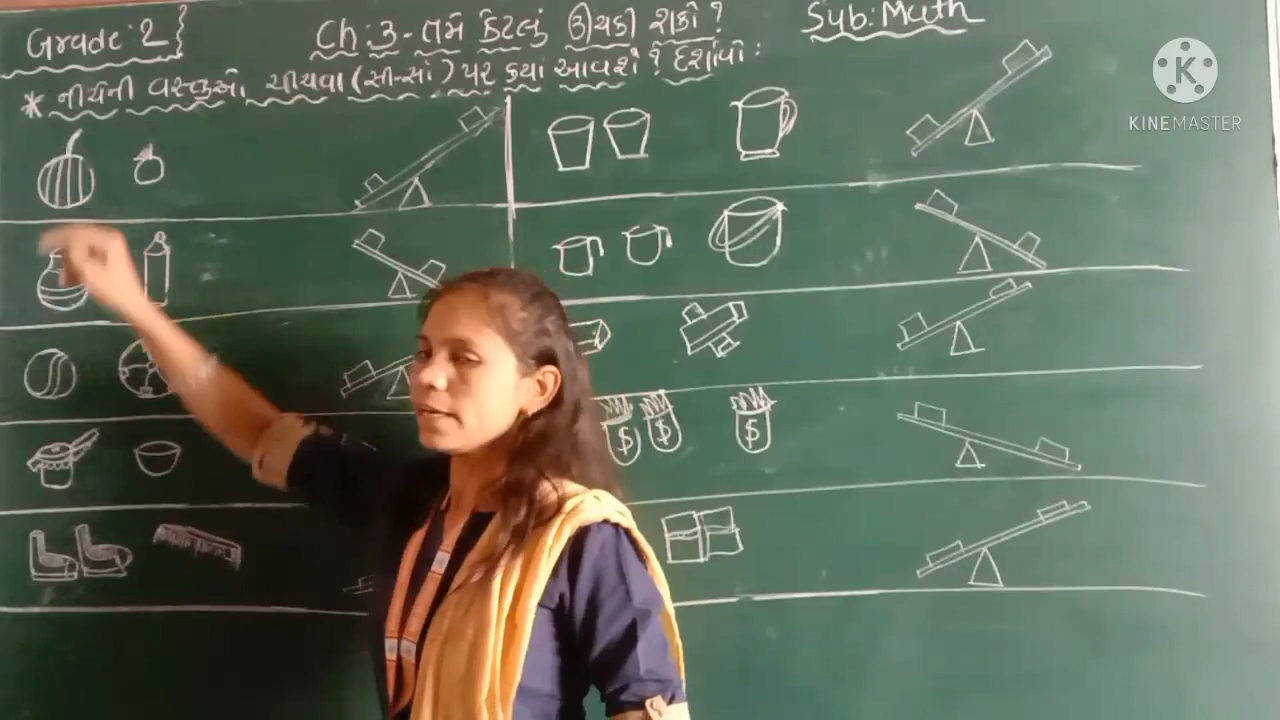 Grade: 2
Ch: 3 - તમે કેટલું ઊંચકી શકો ?
Sub: Math
* નીચેની વસ્તુઓ ચીચવા (સી-સો) પર ક્યાં આવશે ? દર્શાવો :
K
KINEMASTER
$ $ $